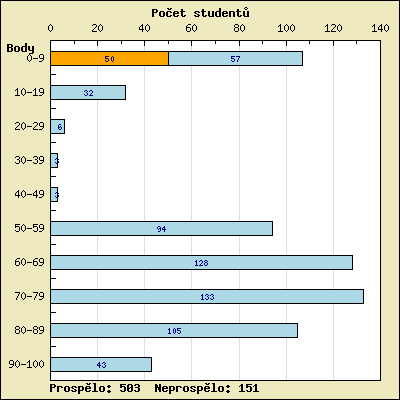 Počet studentů
0 20 40 60 80 100 120 140
Body
0-9 50 57
10-19 32
20-29 6
30-39 3
40-49 3
50-59 94
60-69 128
70-79 133
80-89 105
90-100 43
Prospělo: 503 Neprospělo: 151